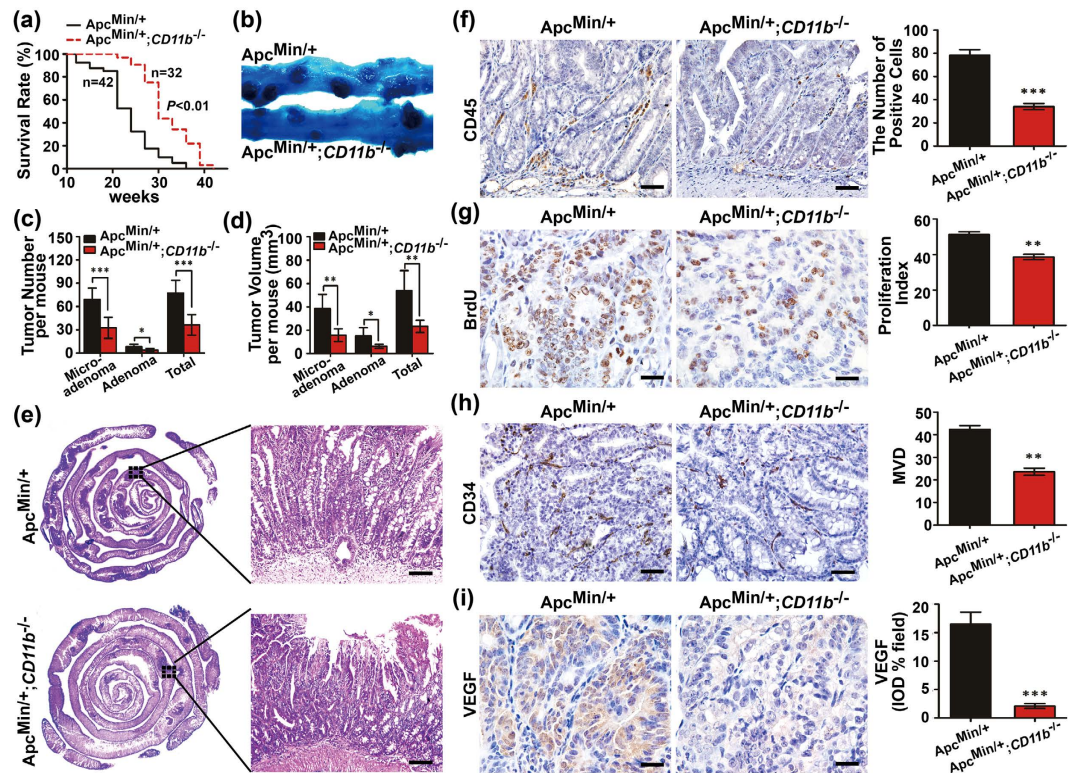 (a)
Apc^Min/+
Apc^Min/+;CD11b^-/-
Survival Rate (%)
100
80
60
40
20
0
n=42
n=32
P<0.01
10 20 30 40
weeks
(b)
Apc^Min/+
Apc^Min/+;CD11b^-/-
(c)
Apc^Min/+
Apc^Min/+;CD11b^-/-
Tumor Number
per mouse
150
120
90
60
30
0
***
*
***
Micro-
adenoma
Adenoma
Total
(d)
Apc^Min/+
Apc^Min/+;CD11b^-/-
Tumor Volume
per mouse (mm3)
100
80
60
40
20
0
**
*
**
Micro-
adenoma
Adenoma
Total
(e)
Apc^Min/+
Apc^Min/+;CD11b^-/-
(f)
Apc^Min/+
Apc^Min/+;CD11b^-/-
CD45
The Number of
Positive Cells
100
80
60
40
20
0
***
Apc^Min/+
Apc^Min/+;CD11b^-/-
(g)
Apc^Min/+
Apc^Min/+;CD11b^-/-
BrdU
Proliferation
Index
60
40
20
0
**
Apc^Min/+
Apc^Min/+;CD11b^-/-
(h)
Apc^Min/+
Apc^Min/+;CD11b^-/-
CD34
MVD
50
40
30
20
10
0
**
Apc^Min/+
Apc^Min/+;CD11b^-/-
(i)
Apc^Min/+
Apc^Min/+;CD11b^-/-
VEGF
VEGF
(IOD % field)
20
15
10
5
0
***
Apc^Min/+
Apc^Min/+;CD11b^-/-